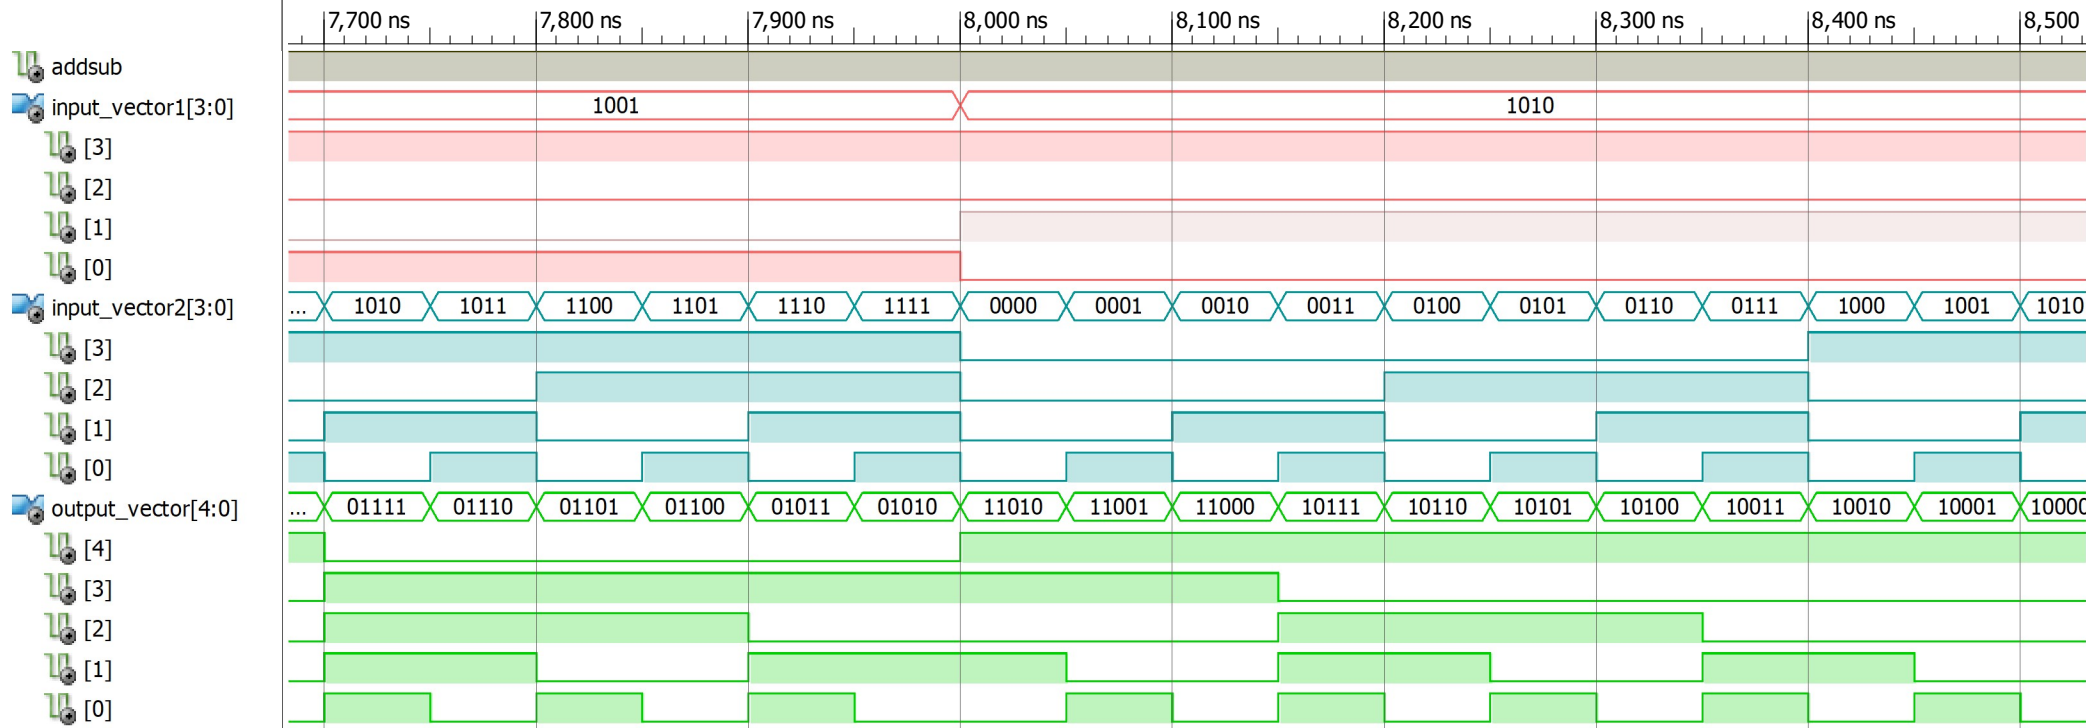 7,700 ns 7,800 ns 7,900 ns 8,000 ns 8,100 ns 8,200 ns 8,300 ns 8,400 ns 8,500
addsub
input_vector1[3:0] 1001 1010
[3]
[2]
[1]
[0]
input_vector2[3:0] ... 1010 1011 1100 1101 1110 1111 0000 0001 0010 0011 0100 0101 0110 0111 1000 1001 1010
[3]
[2]
[1]
[0]
output_vector[4:0] ... 01111 01110 01101 01100 01011 01010 11010 11001 11000 10111 10110 10101 10100 10011 10010 10001 10000
[4]
[3]
[2]
[1]
[0]